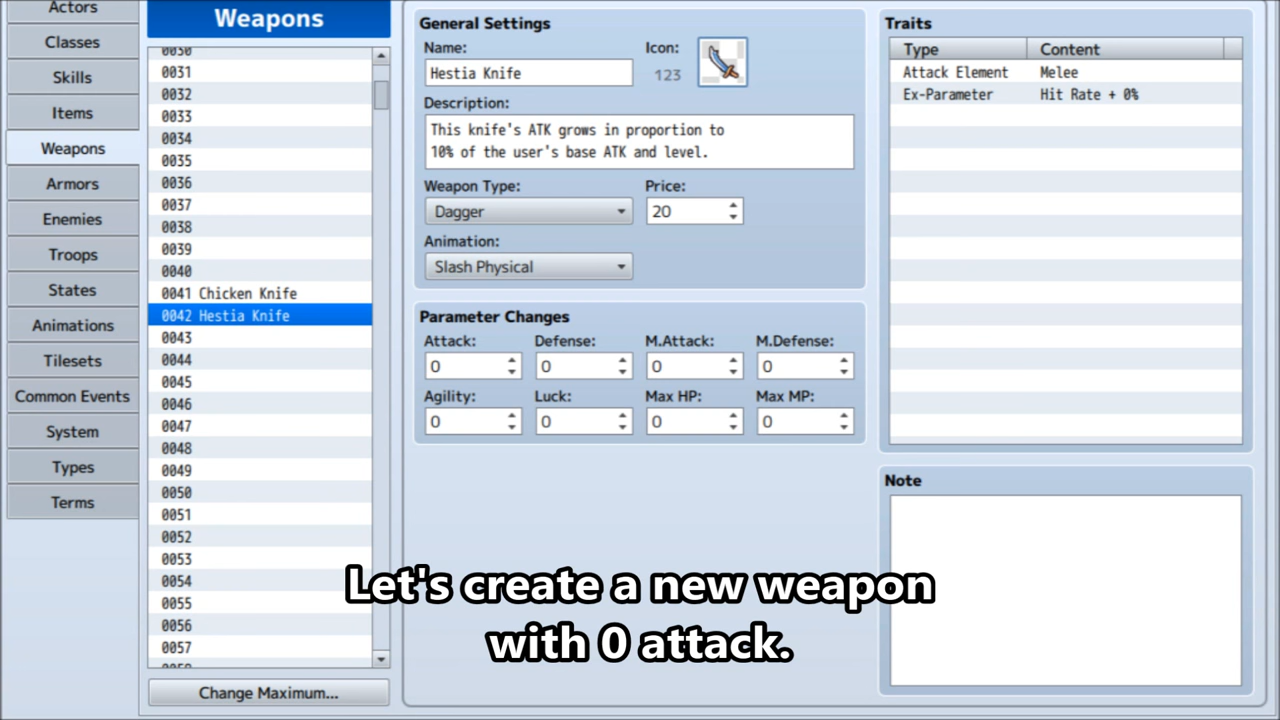 Actors
Classes
Skills
Items
Weapons
Armors
Enemies
Troops
States
Animations
Tilesets
Common Events
System
Types
Terms
Weapons
0030
0031
0032
0033
0034
0035
0036
0037
0038
0039
0040
0041 Chicken Knife
0042 Hestia Knife
0043
0044
0045
0046
0047
0048
0049
0050
0051
0052
0053
0054
0055
0056
0057
0058
Change Maximum...
General Settings
Name:
Icon:
Hestia Knife
123
Description:
This knife's ATK grows in proportion to
10% of the user's base ATK and level.
Weapon Type:
Price:
Dagger
20
Animation:
Slash Physical
Parameter Changes
Attack:
Defense:
M.Attack:
M.Defense:
0
0
0
0
Agility:
Luck:
Max HP:
Max MP:
0
0
0
0
Traits
Type
Content
Attack Element
Melee
Ex-Parameter
Hit Rate + 0%
Note
Let's create a new weapon
with 0 attack.